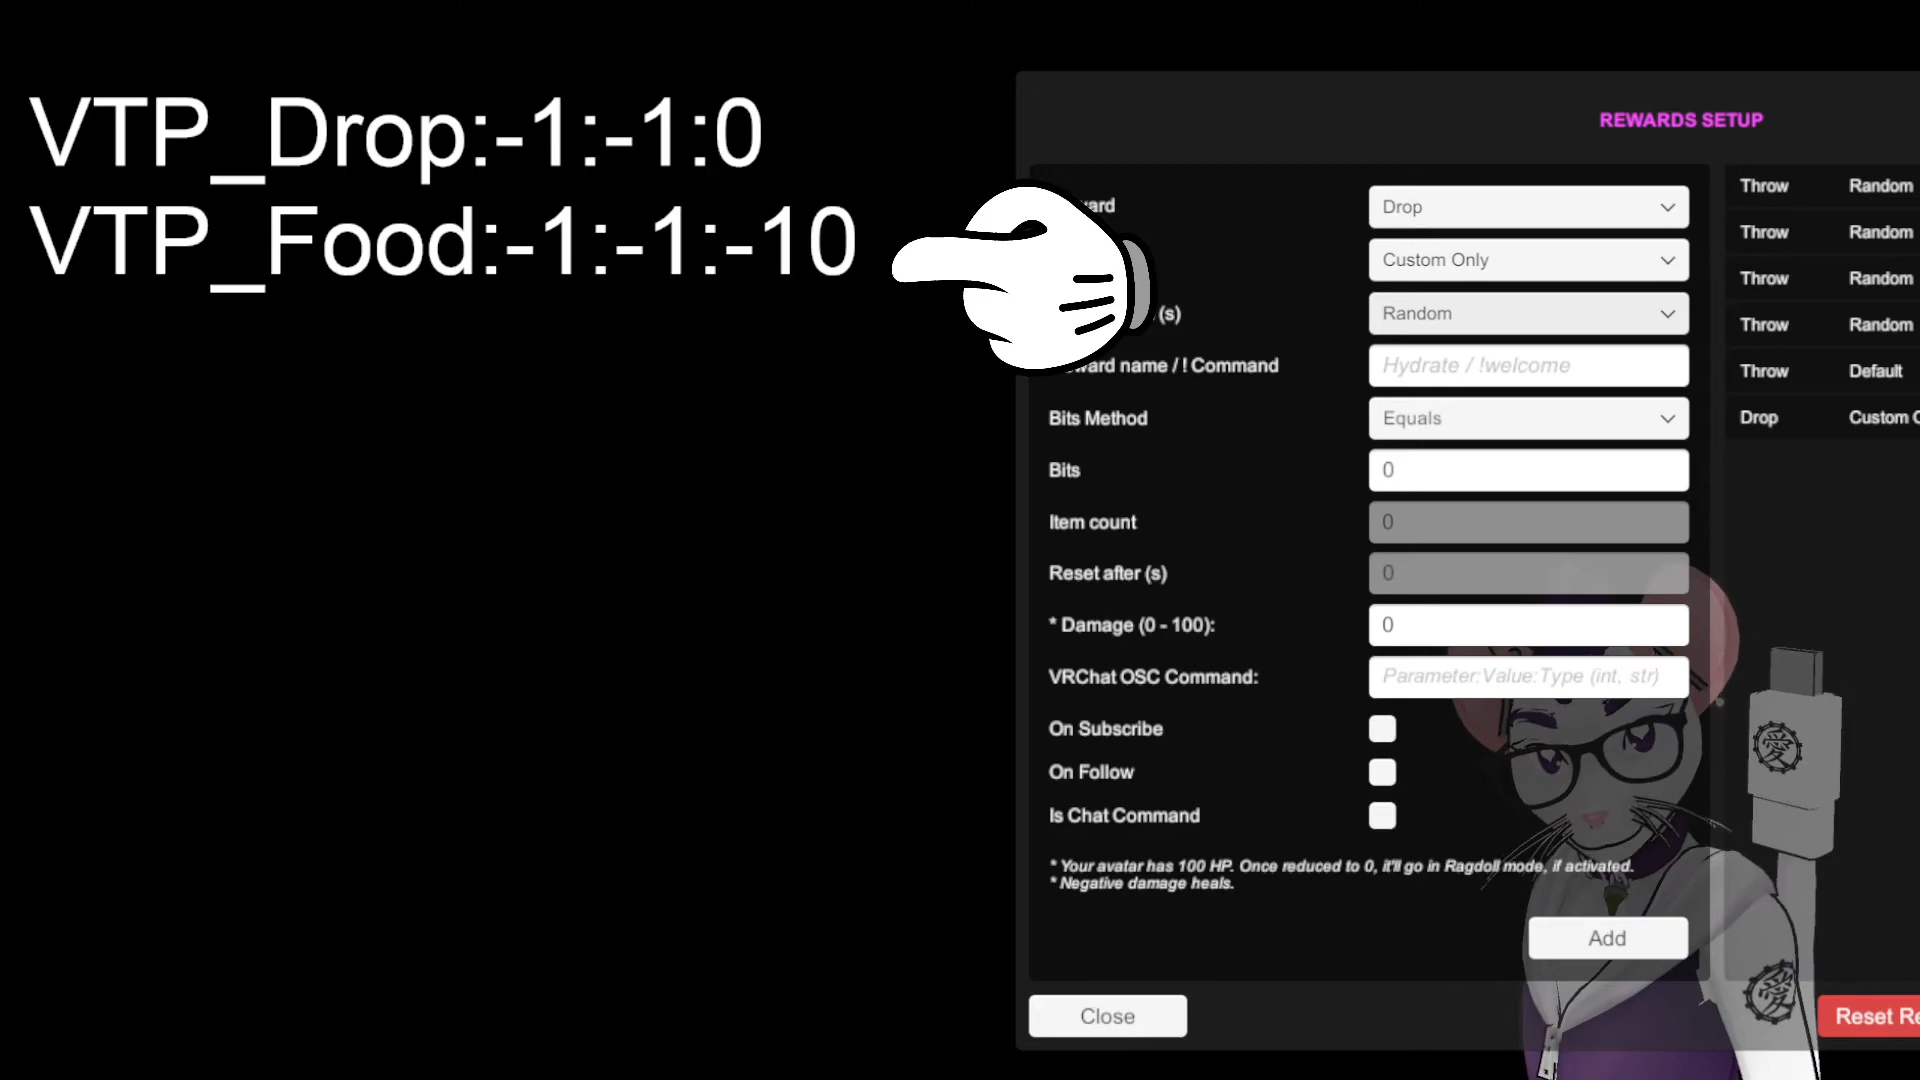 VTP_Drop:-1:-1:0
VTP_Food:-1:-1:-10
REWARDS SETUP
Drop
Custom Only
(s) Random
name / ! Command Hydrate / !welcome
Bits Method Equals
Bits 0
Item count 0
Reset after (s) 0
* Damage (0 - 100): 0
VRChat OSC Command: Parameter:Value:Type (int, str)
On Subscribe
On Follow
Is Chat Command
* Your avatar has 100 HP. Once reduced to 0, it'll go in Ragdoll mode, if activated.
* Negative damage heals.
Add
Close
Throw Random
Throw Random
Throw Random
Throw Random
Throw Default
Drop Custom
Reset
愛
愛